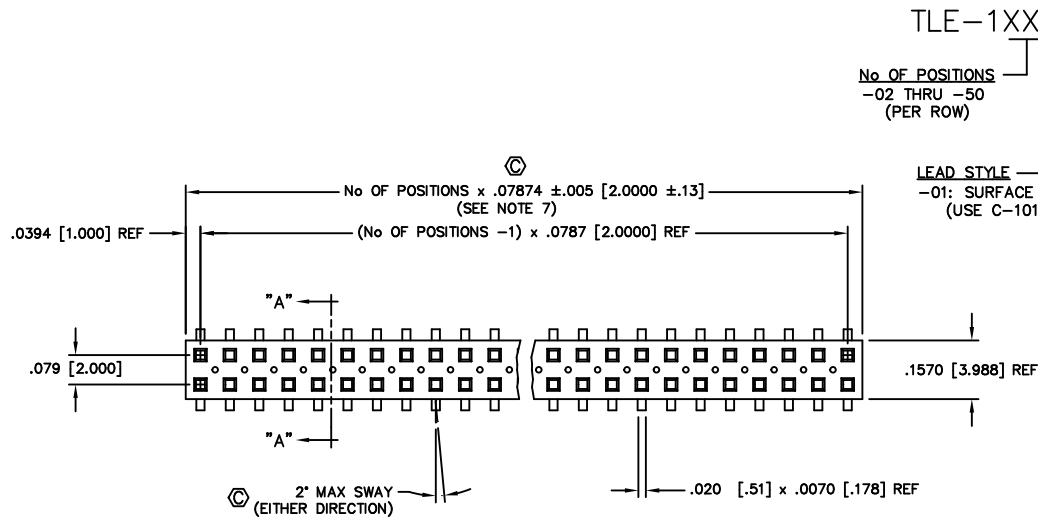 TLE-1XX
No OF POSITIONS
-02 THRU -50
(PER ROW)
LEAD STYLE
-01: SURFACE
(USE C-101
C
No OF POSITIONS x .07874 ±.005 [2.0000 ±.13]
(SEE NOTE 7)
.0394 [1.000] REF
(No OF POSITIONS -1) x .0787 [2.0000] REF
"A"
.079 [2.000]
.1570 [3.988] REF
"A"
C
2° MAX SWAY
(EITHER DIRECTION)
.020 [.51] x .0070 [.178] REF